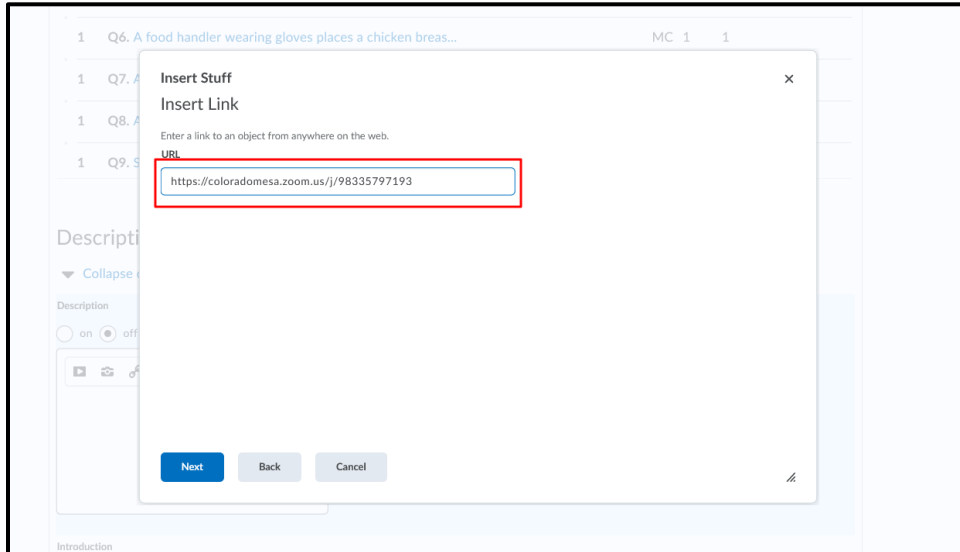 1 Q6. A food handler wearing gloves places a chicken breas... MC 1 1
1 Q7. A
1 Q8. A
1 Q9. S
Insert Stuff
Insert Link
Enter a link to an object from anywhere on the web.
URL
https://coloradomesa.zoom.us/j/98335797193
Descripti
Collapse
Description
on off
Next Back Cancel
Introduction